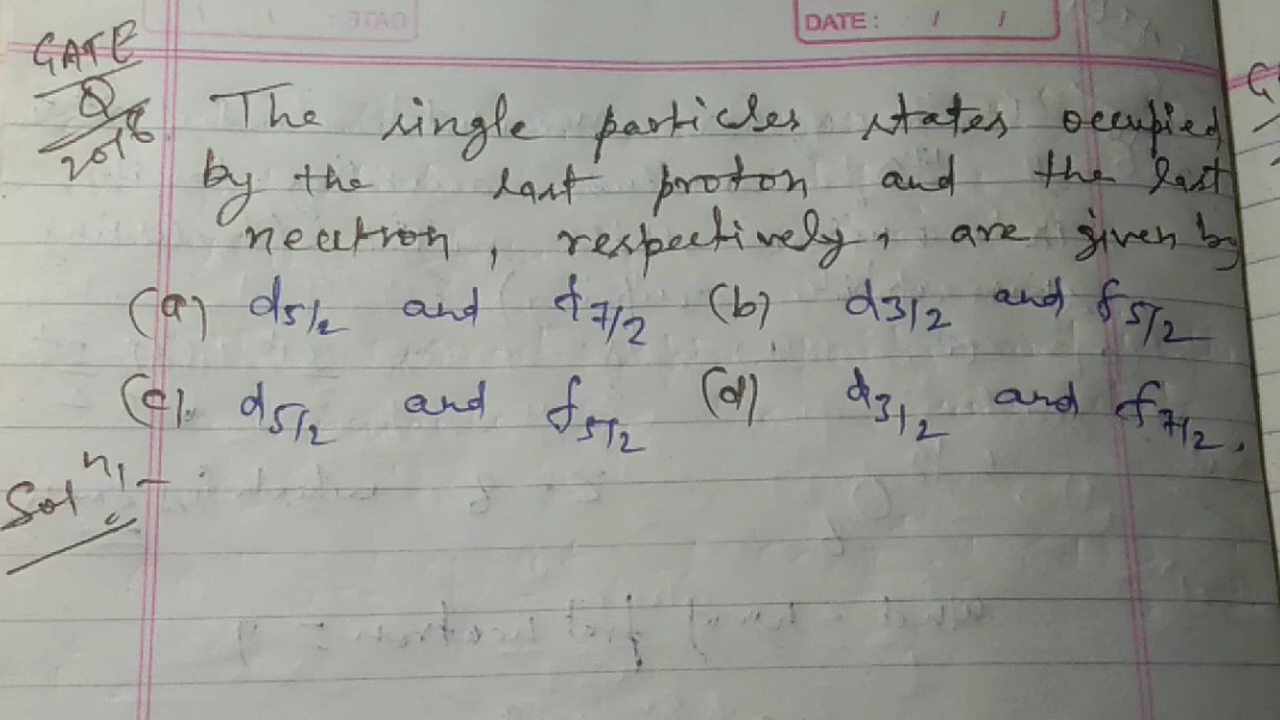 DATE : / /
GATE
Q
2018
The single particles states occupied
by the last proton and the last
neutron, respectively, are given by
(a) d5/2 and f7/2 (b) d3/2 and f5/2
(c). d5/2 and f5/2 (d) d3/2 and f7/2.
Solⁿ,-